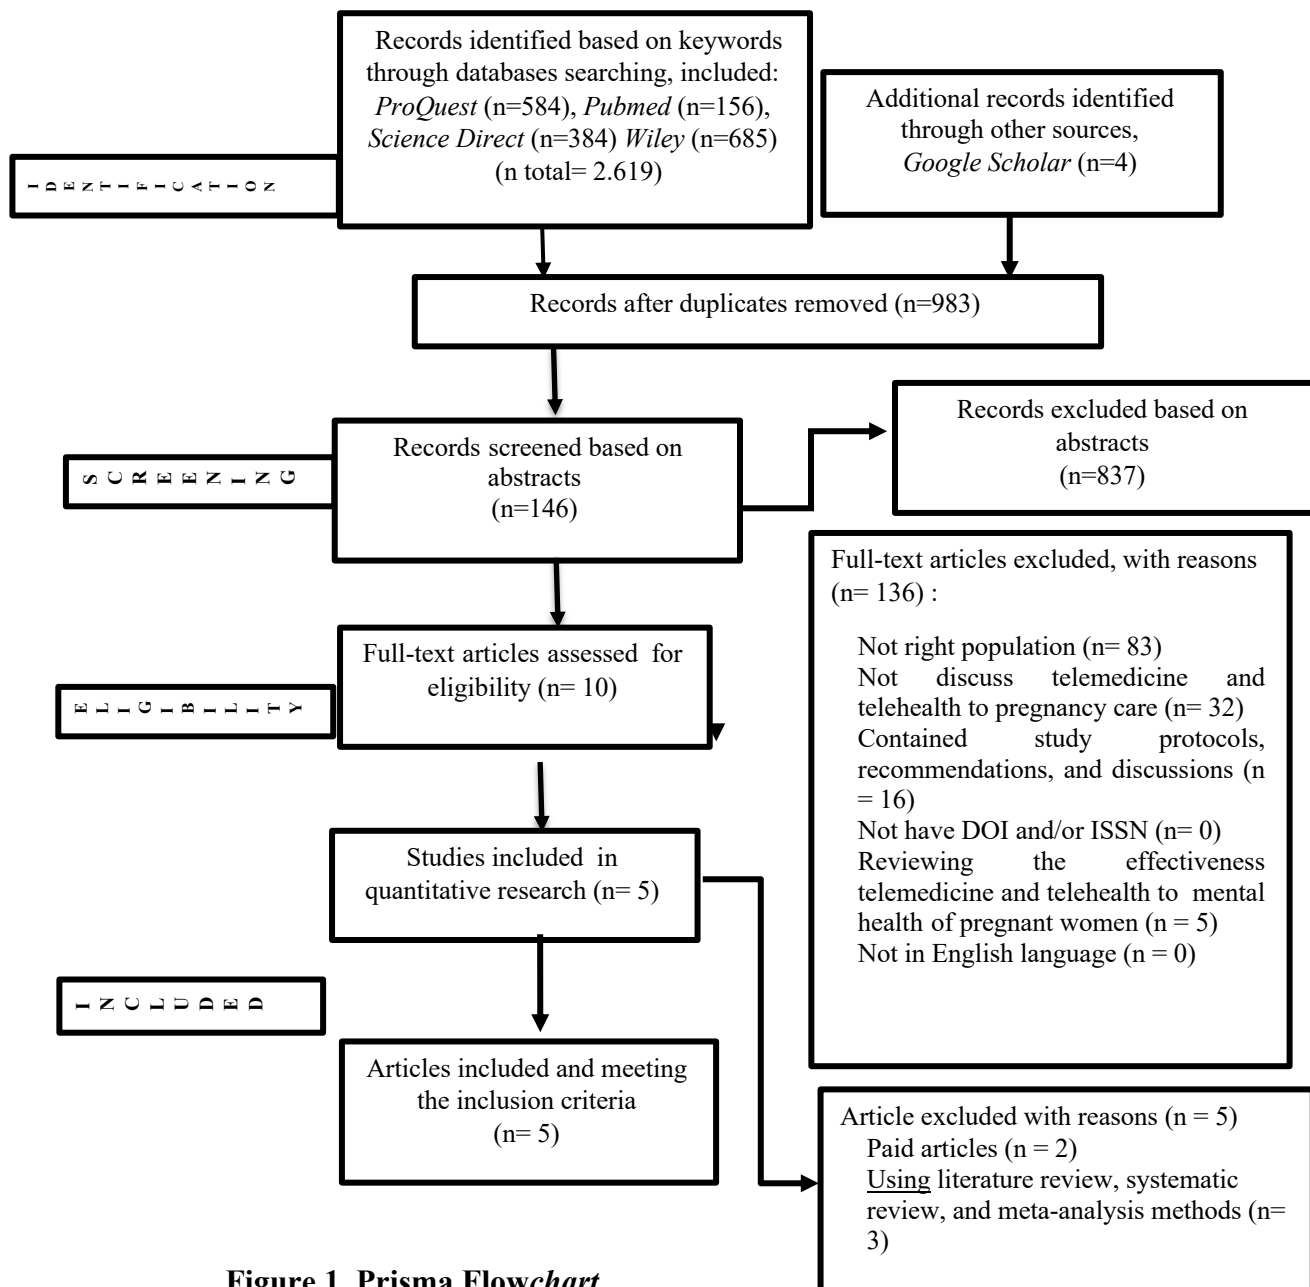 Records identified based on keywords
through databases searching, included:
ProQuest (n=584), Pubmed (n=156),
Science Direct (n=384) Wiley (n=685)
(n total= 2.619)
Additional records identified
through other sources,
Google Scholar (n=4)
IDENTIFICATION
Records after duplicates removed (n=983)
Records excluded based on
abstracts
(n=837)
Records screened based on
abstracts
(n=146)
SCREENING
Full-text articles excluded, with reasons
(n= 136) :
Not right population (n= 83)
Not discuss telemedicine and
telehealth to pregnancy care (n= 32)
Contained study protocols,
recommendations, and discussions (n
= 16)
Not have DOI and/or ISSN (n= 0)
Reviewing the effectiveness
telemedicine and telehealth to mental
health of pregnant women (n = 5)
Not in English language (n = 0)
Full-text articles assessed for
eligibility (n= 10)
ELIGIBILITY
Studies included in
quantitative research (n= 5)
INCLUDED
Articles included and meeting
the inclusion criteria
(n= 5)
Article excluded with reasons (n = 5)
Paid articles (n = 2)
Using literature review, systematic
review, and meta-analysis methods (n=
3)
Figure 1. Prisma Flowchart